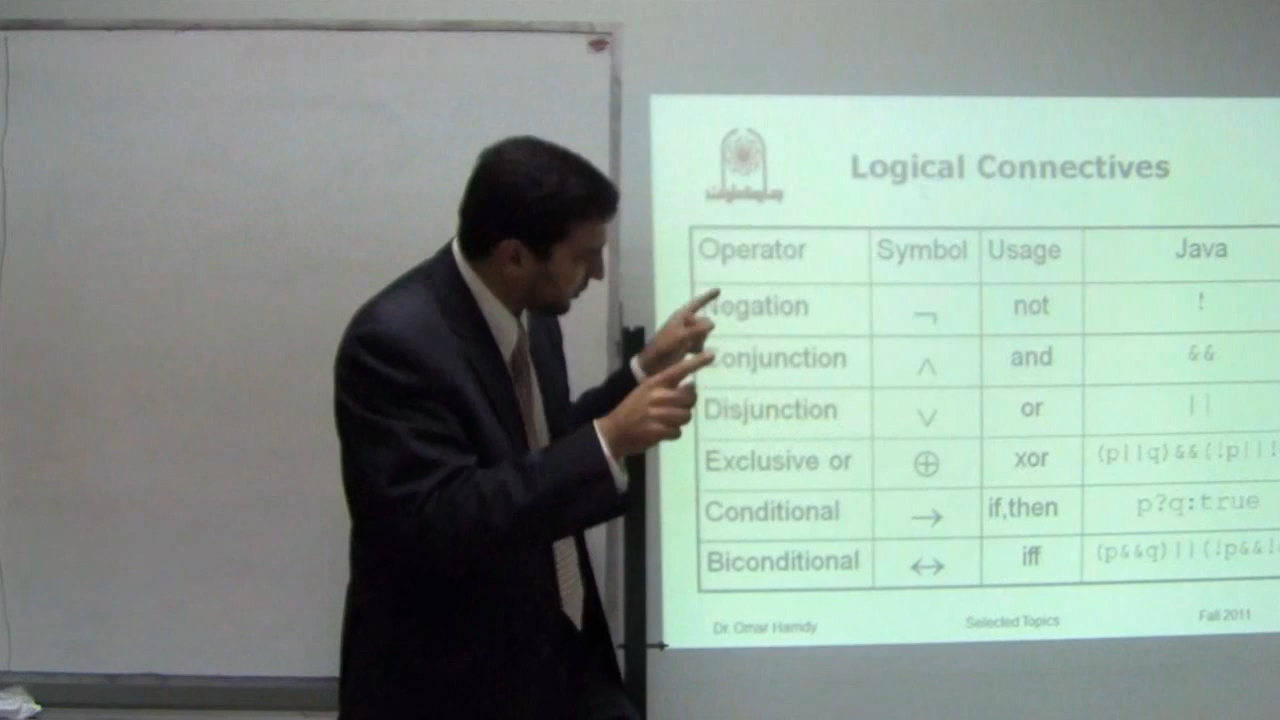 Logical Connectives
Operator Symbol Usage Java
Negation ¬ not !
Conjunction ∧ and &&
Disjunction ∨ or ||
Exclusive or ⊕ xor (p||q)&&(!p||!
Conditional → if,then p?q:true
Biconditional ↔ iff (p&&q)||(!p&&!
Dr. Omar Hamdy Selected Topics Fall 2011